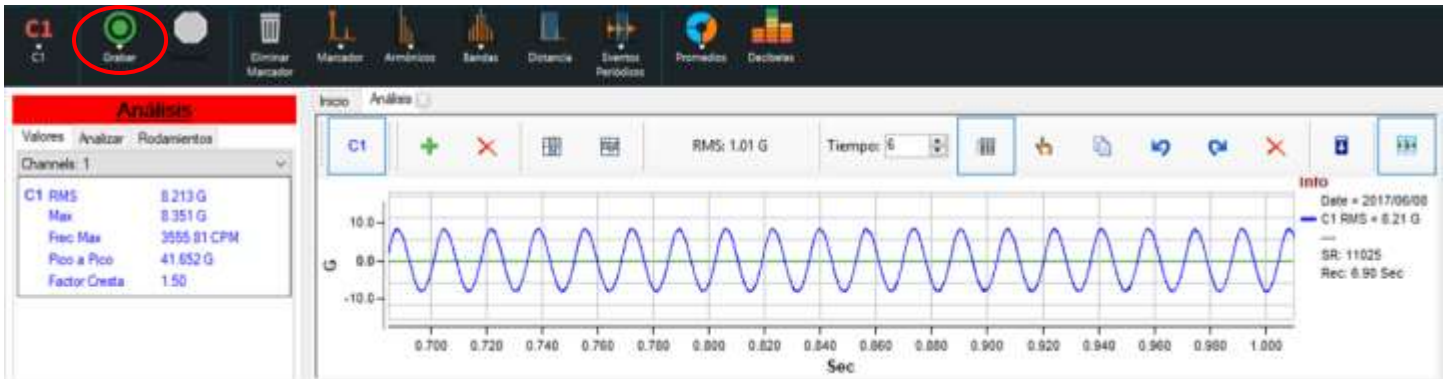 C1
C1
Grabar
Eliminar
Marcador
Marcador
Armónicos
Bandas
Distancia
Eventos
Periódicos
Promedios
Decibeles
Análisis
Valores Analizar Rodamientos
Channels: 1
C1 RMS 8.213 G
Max 8.351 G
Frec Max 3555.81 CPM
Pico a Pico 41.652 G
Factor Cresta 1.50
Inicio Análisis
C1
RMS: 1.01 G
Tiempo: 6
Info
Date = 2017/06/08
C1 RMS = 8.21 G
SR: 11025
Rec: 6.90 Sec
10.0
0.0
-10.0
G
0.700 0.720 0.740 0.760 0.780 0.800 0.820 0.840 0.860 0.880 0.900 0.920 0.940 0.960 0.980 1.000
Sec